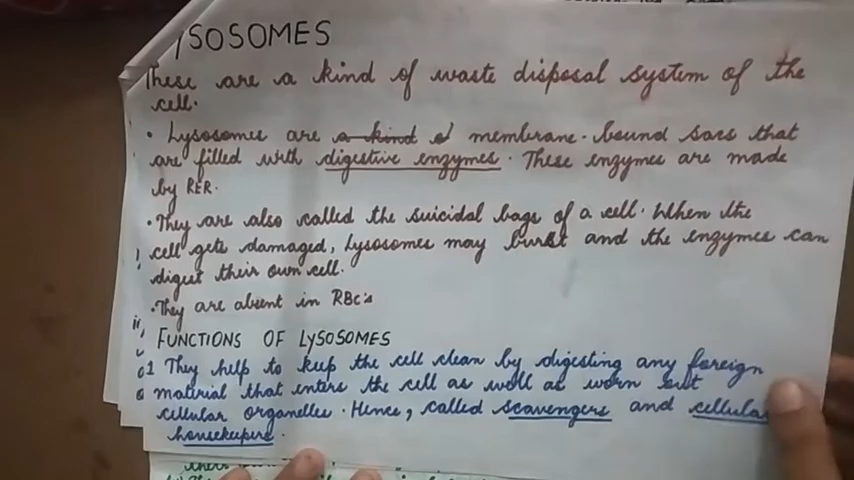 LYSOSOMES
These are a kind of waste disposal system of the
cell.
• Lysosomes are a kind of membrane-bound sacs that
are filled with digestive enzymes. These enzymes are made
by RER.
• They are also called the suicidal bags of a cell. When the
cell gets damaged, lysosomes may burst and the enzymes can
digest their own cell.
• They are absent in RBC's
FUNCTIONS OF LYSOSOMES
1 They help to keep the cell clean by digesting any foreign
material that enters the cell as well as worn out
cellular organelles. Hence, called scavengers and cellular
housekeepers.